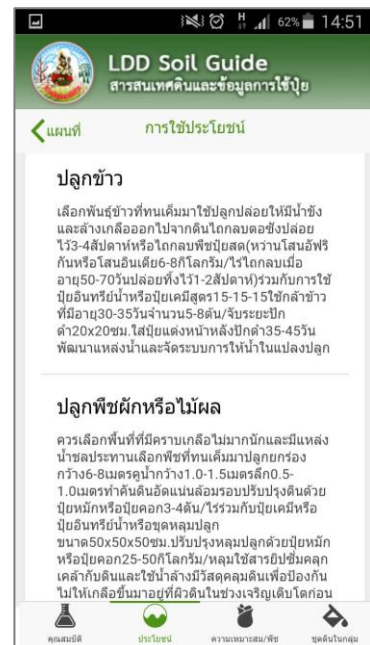 H 62% 14:51
LDD Soil Guide
สารสนเทศดินและข้อมูลการใช้ปุ๋ย
แผนที่ การใช้ประโยชน์
ปลูกข้าว
เลือกพันธุ์ข้าวที่ทนเค็มมาใช้ปลูกปล่อยให้มีน้ำขัง
และล้างเกลือออกไปจากดินไถกลบตอซังปล่อย
ไว้3-4สัปดาห์หรือไถกลบพืชปุ๋ยสด(หว่านโสนอัฟริ
กันหรือโสนอินเดีย6-8กิโลกรัม/ไร่ไถกลบเมื่อ
อายุ50-70วันปล่อยทิ้งไว้1-2สัปดาห์)ร่วมกับการใช้
ปุ๋ยอินทรีย์น้ำหรือปุ๋ยเคมีสูตร15-15-15ใช้กล้าข้าว
ที่มีอายุ30-35วันจำนวน5-8ต้น/จับระยะปัก
ดำ20x20ซม.ใส่ปุ๋ยแต่งหน้าหลังปักดำ35-45วัน
พัฒนาแหล่งน้ำและจัดระบบการให้น้ำในแปลงปลูก
ปลูกพืชผักหรือไม้ผล
ควรเลือกพื้นที่ที่มีคราบเกลือไม่มากนักและมีแหล่ง
น้ำชลประทานเลือกพืชที่ทนเค็มมาปลูกยกร่อง
กว้าง6-8เมตรคูน้ำกว้าง1.0-1.5เมตรลึก0.5-
1.0เมตรทำคันดินอัดแน่นล้อมรอบปรับปรุงดินด้วย
ปุ๋ยหมักหรือปุ๋ยคอก3-4ตัน/ไร่ร่วมกับปุ๋ยเคมีหรือ
ปุ๋ยอินทรีย์น้ำหรือขุดหลุมปลูก
ขนาด50x50x50ซม.ปรับปรุงหลุมปลูกด้วยปุ๋ยหมัก
หรือปุ๋ยคอก25-50กิโลกรัม/หลุมใช้สารยิปซั่มคลุก
เคล้ากับดินและใช้น้ำล้างมีวัสดุคลุมดินเพื่อป้องกัน
ไม่ให้เกลือขึ้นมาอยู่ที่ผิวดินในช่วงเจริญเติบโตก่อน
คุณสมบัติ ประโยชน์ ความเหมาะสม/พืช ชุดดินในกลุ่ม